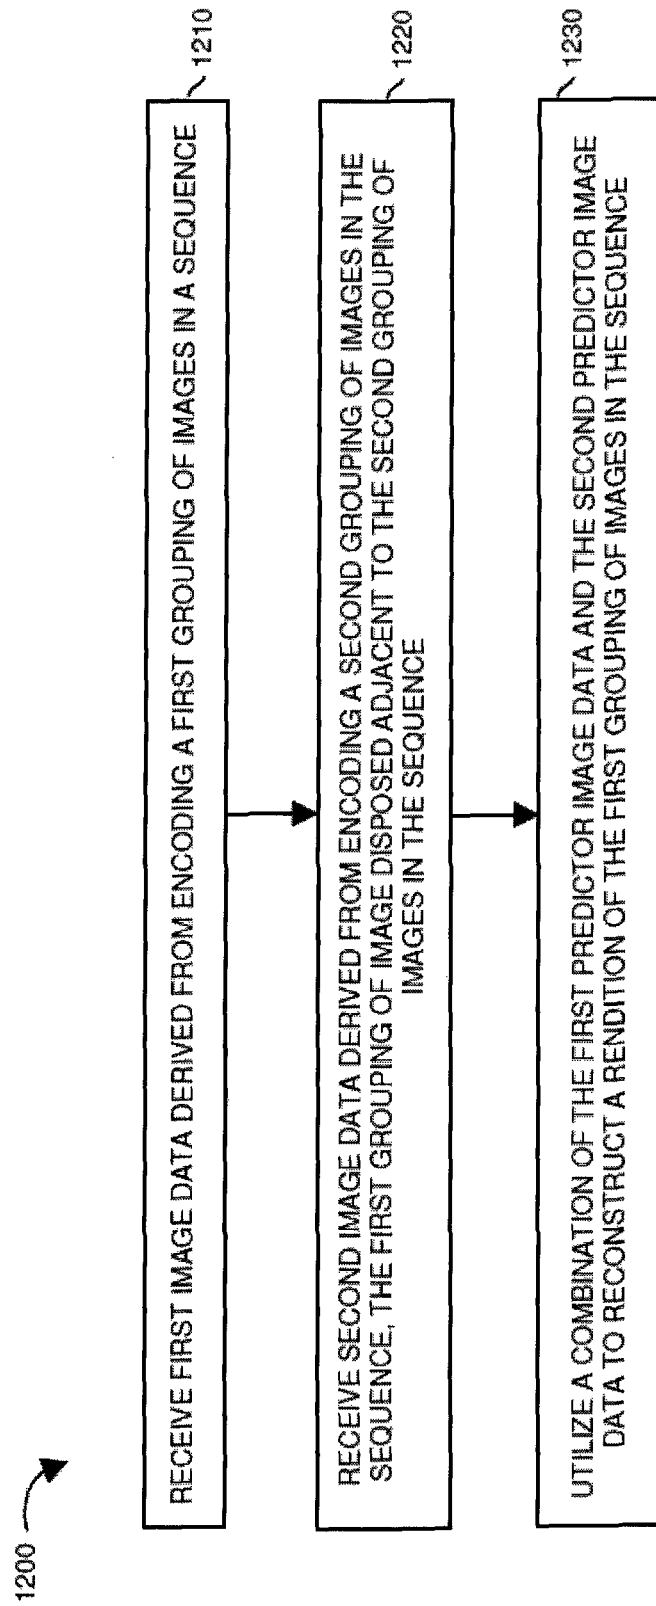 1200
RECEIVE FIRST IMAGE DATA DERIVED FROM ENCODING A FIRST GROUPING OF IMAGES IN A SEQUENCE
1210
RECEIVE SECOND IMAGE DATA DERIVED FROM ENCODING A SECOND GROUPING OF IMAGES IN THE
SEQUENCE, THE FIRST GROUPING OF IMAGE DISPOSED ADJACENT TO THE SECOND GROUPING OF
IMAGES IN THE SEQUENCE
1220
UTILIZE A COMBINATION OF THE FIRST PREDICTOR IMAGE DATA AND THE SECOND PREDICTOR IMAGE
DATA TO RECONSTRUCT A RENDITION OF THE FIRST GROUPING OF IMAGES IN THE SEQUENCE
1230